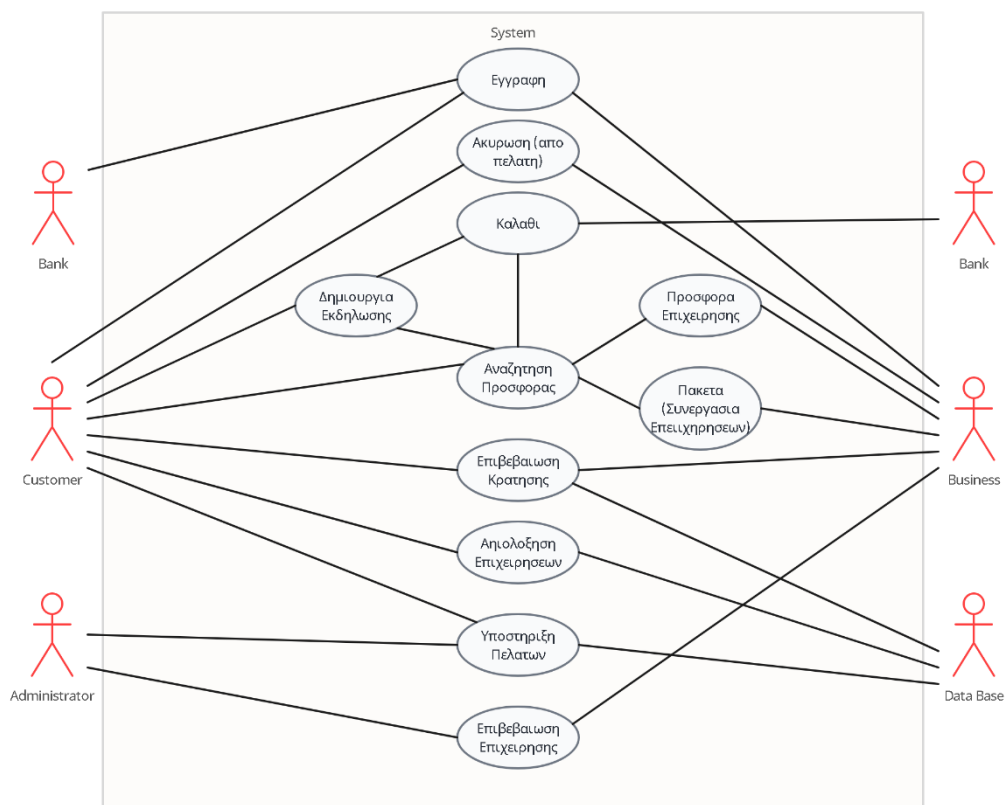 System
Εγγραφη
Ακυρωση (απο
πελατη)
Καλαθι
Bank
Bank
Δημιουργια
Εκδηλωσης
Προσφορα
Επιχειρησης
Αναζητηση
Προσφορας
Πακετα
(Συνεργασια
Επειιχηρησεων)
Customer
Business
Επιβεβαιωση
Κρατησης
Αηιολοξηση
Επιχειρησεων
Υποστηριξη
Πελατων
Administrator
Data Base
Επιβεβαιωση
Επιχειρησης